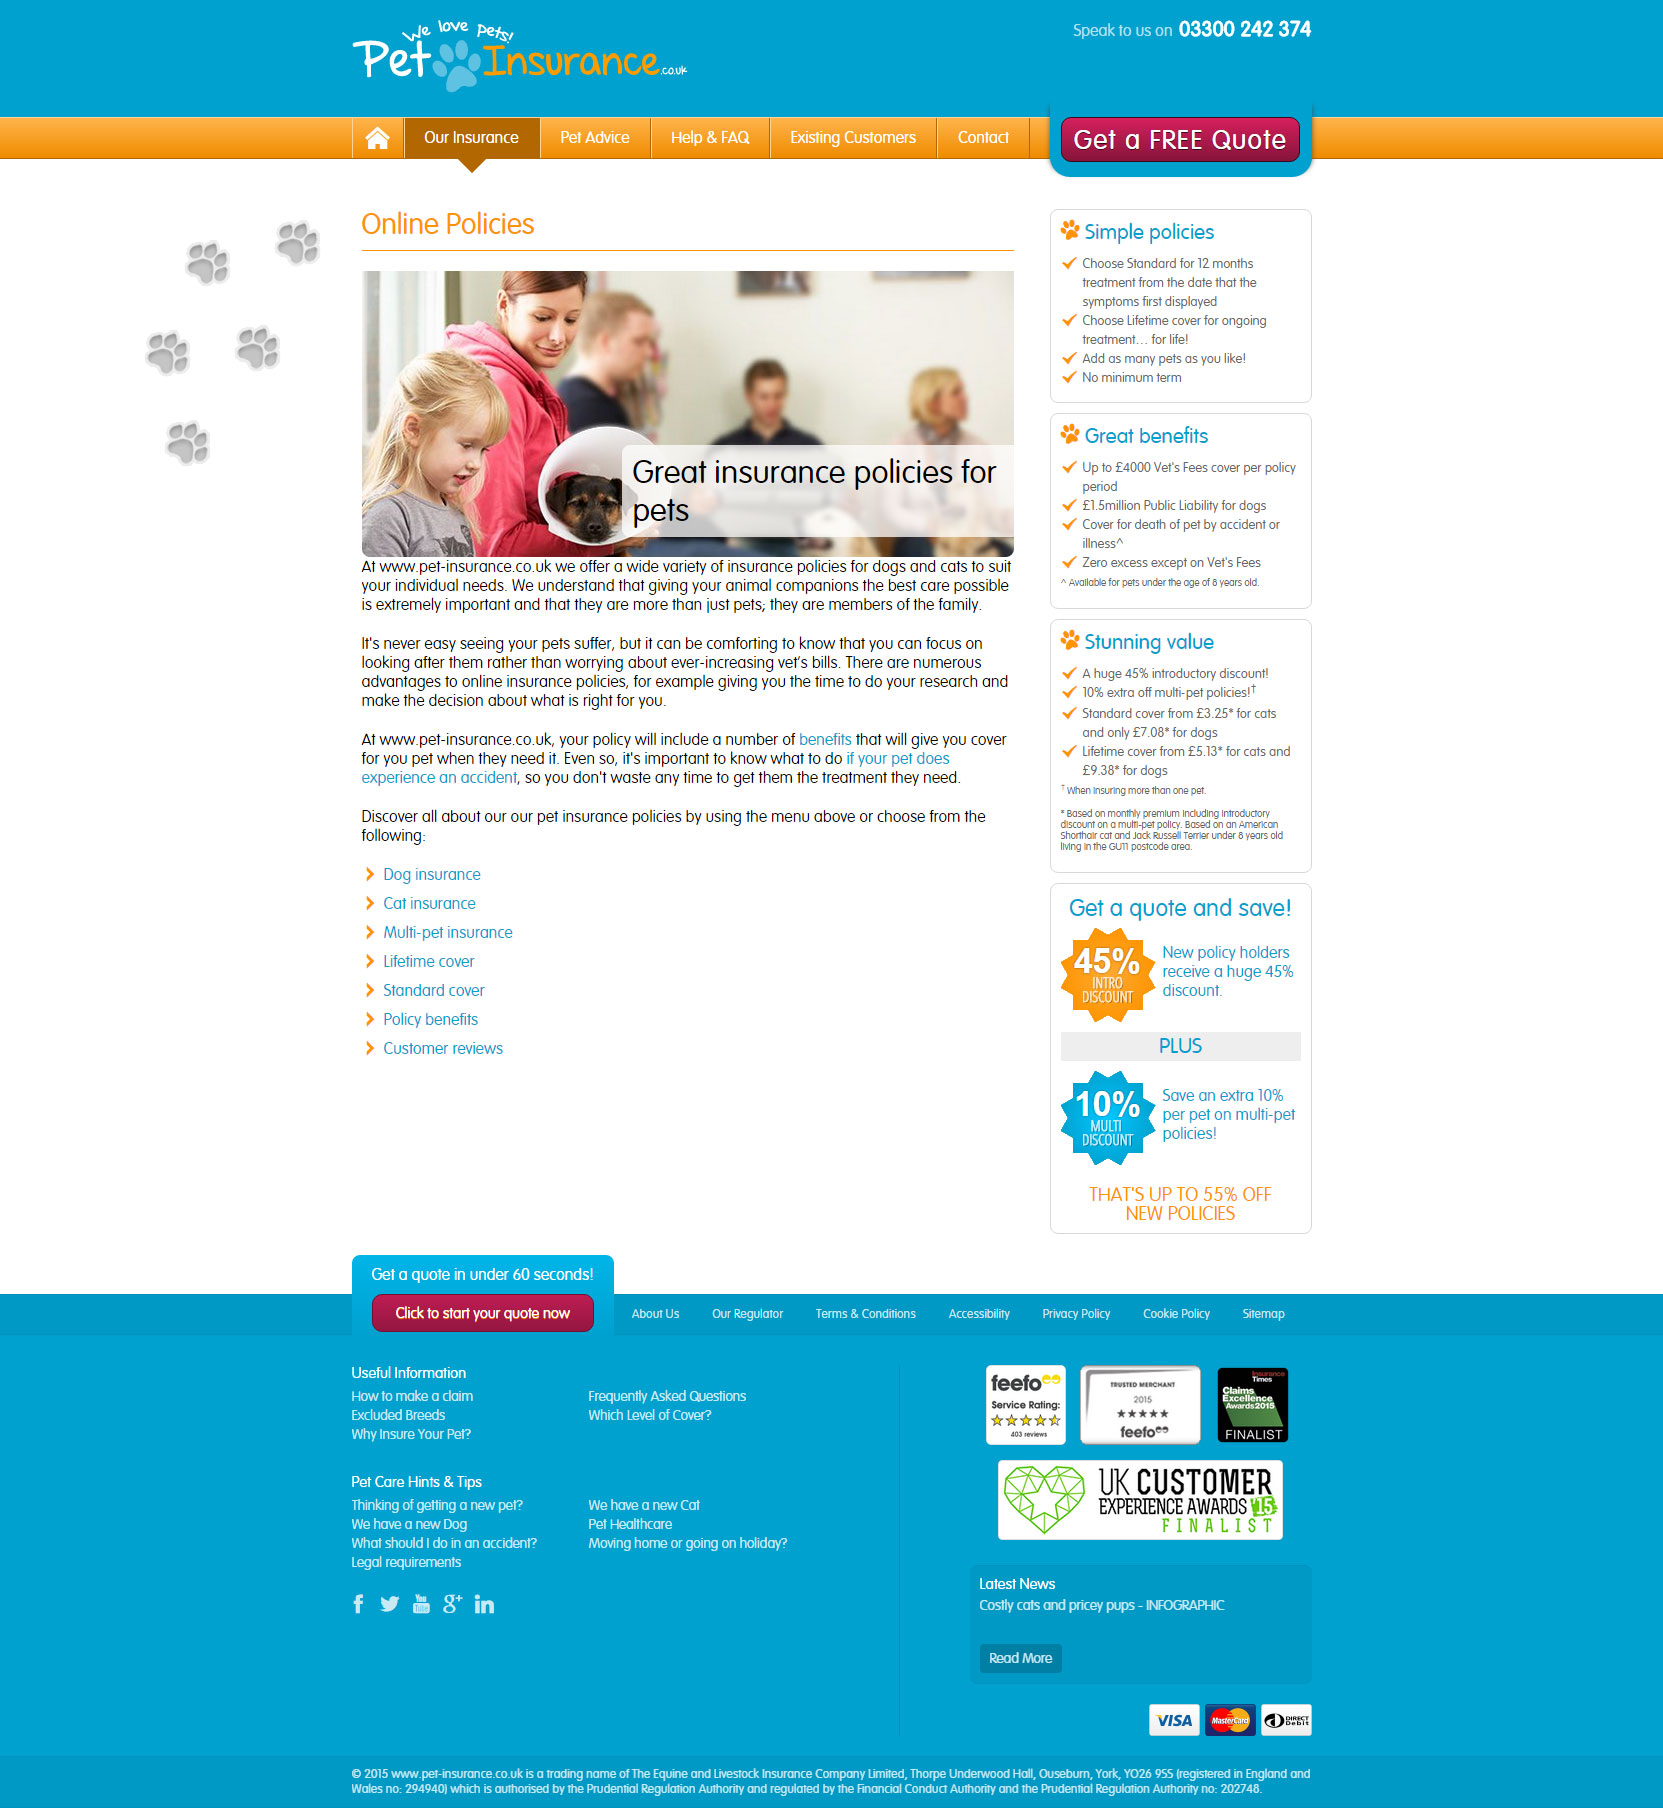 We love pets!
Pet Insurance.co.uk
Speak to us on 03300 242 374
Our Insurance
Pet Advice
Help & FAQ
Existing Customers
Contact
Get a FREE Quote
Online Policies
Great insurance policies for
pets
At www.pet-insurance.co.uk we offer a wide variety of insurance policies for dogs and cats to suit
your individual needs. We understand that giving your animal companions the best care possible
is extremely important and that they are more than just pets; they are members of the family.
It's never easy seeing your pets suffer, but it can be comforting to know that you can focus on
looking after them rather than worrying about ever-increasing vet's bills. There are numerous
advantages to online insurance policies, for example giving you the time to do your research and
make the decision about what is right for you.
At www.pet-insurance.co.uk, your policy will include a number of benefits that will give you cover
for you pet when they need it. Even so, it's important to know what to do if your pet does
experience an accident, so you don't waste any time to get them the treatment they need.
Discover all about our our pet insurance policies by using the menu above or choose from the
following:
Dog insurance
Cat insurance
Multi-pet insurance
Lifetime cover
Standard cover
Policy benefits
Customer reviews
Simple policies
Choose Standard for 12 months
treatment from the date that the
symptoms first displayed
Choose Lifetime cover for ongoing
treatment... for life!
Add as many pets as you like!
No minimum term
Great benefits
Up to £4000 Vet's Fees cover per policy
period
£1.5million Public Liability for dogs
Cover for death of pet by accident or
illness^
Zero excess except on Vet's Fees
^ Available for pets under the age of 8 years old.
Stunning value
A huge 45% introductory discount!
10% extra off multi-pet policies!†
Standard cover from £3.25* for cats
and only £7.08* for dogs
Lifetime cover from £5.13* for cats and
£9.38* for dogs
† When insuring more than one pet.
* Based on monthly premium including introductory
discount on a multi-pet policy. Based on an American
Shorthair cat and Jack Russell Terrier under 8 years old
living in the GU11 postcode area.
Get a quote and save!
45%
INTRO
DISCOUNT
New policy holders
receive a huge 45%
discount.
PLUS
10%
MULTI
DISCOUNT
Save an extra 10%
per pet on multi-pet
policies!
THAT'S UP TO 55% OFF
NEW POLICIES
Get a quote in under 60 seconds!
Click to start your quote now
About Us
Our Regulator
Terms & Conditions
Accessibility
Privacy Policy
Cookie Policy
Sitemap
Useful Information
How to make a claim
Excluded Breeds
Why Insure Your Pet?
Frequently Asked Questions
Which Level of Cover?
Pet Care Hints & Tips
Thinking of getting a new pet?
We have a new Dog
What should I do in an accident?
Legal requirements
We have a new Cat
Pet Healthcare
Moving home or going on holiday?
feefo
Service Rating:
403 reviews
TRUSTED MERCHANT
2015
feefo
Insurance
Times
Claims
Excellence
Awards2015
FINALIST
UK CUSTOMER
EXPERIENCE AWARDS '15
FINALIST
Latest News
Costly cats and pricey pups - INFOGRAPHIC
Read More
VISA
MasterCard
DIRECT
Debit
© 2015 www.pet-insurance.co.uk is a trading name of The Equine and Livestock Insurance Company Limited, Thorpe Underwood Hall, Ouseburn, York, YO26 9SS (registered in England and
Wales no: 294940) which is authorised by the Prudential Regulation Authority and regulated by the Financial Conduct Authority and the Prudential Regulation Authority no: 202748.